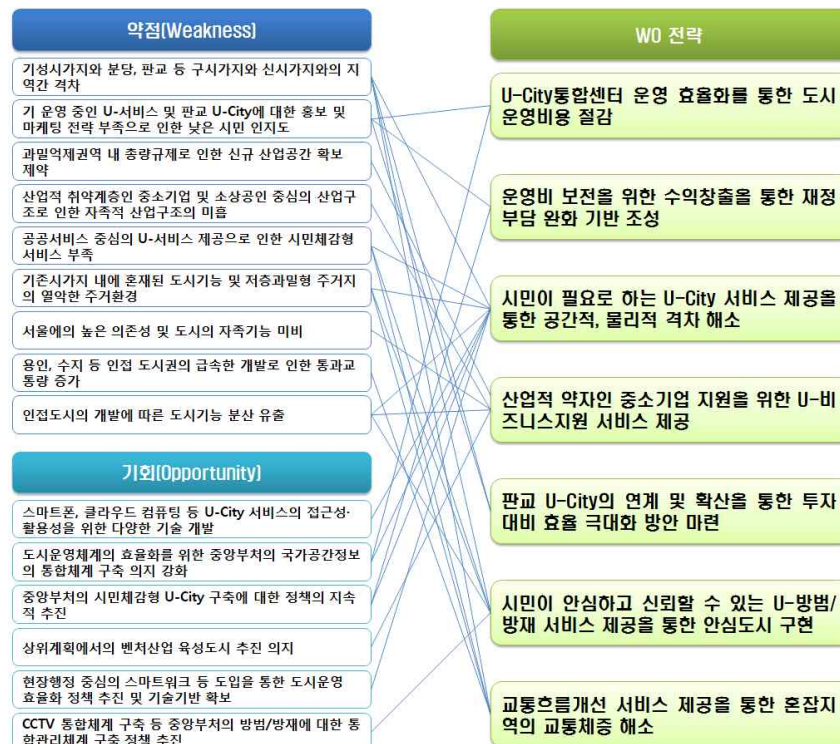 약점(Weakness)
기성시가지와 분당, 판교 등 구시가지와 신시가지와의 지
역간 격차
기 운영 중인 U-서비스 및 판교 U-City에 대한 홍보 및
마케팅 전략 부족으로 인한 낮은 시민 인지도
과밀억제권역 내 총량규제로 인한 신규 산업공간 확보
제약
산업적 취약계층인 중소기업 및 소상공인 중심의 산업구
조로 인한 자족적 산업구조의 미흡
공공서비스 중심의 U-서비스 제공으로 인한 시민체감형
서비스 부족
기존시가지 내에 혼재된 도시기능 및 저층과밀형 주거지
의 열악한 주거환경
서울에의 높은 의존성 및 도시의 자족기능 미비
용인, 수지 등 인접 도시권의 급속한 개발로 인한 통과교
통량 증가
인접도시의 개발에 따른 도시기능 분산 유출
기회(Opportunity)
스마트폰, 클라우드 컴퓨팅 등 U-City 서비스의 접근성·
활용성을 위한 다양한 기술 개발
도시운영체계의 효율화를 위한 중앙부처의 국가공간정보
의 통합체계 구축 의지 강화
중앙부처의 시민체감형 U-City 구축에 대한 정책의 지속
적 추진
상위계획에서의 벤처산업 육성도시 추진 의지
현장행정 중심의 스마트워크 등 도입을 통한 도시운영
효율화 정책 추진 및 기술기반 확보
CCTV 통합체계 구축 등 중앙부처의 방범/방재에 대한 통
합관리체계 구축 정책 추진
WO 전략
U-City통합센터 운영 효율화를 통한 도시
운영비용 절감
운영비 보전을 위한 수익창출을 통한 재정
부담 완화 기반 조성
시민이 필요로 하는 U-City 서비스 제공을
통한 공간적, 물리적 격차 해소
산업적 약자인 중소기업 지원을 위한 U-비
즈니스지원 서비스 제공
판교 U-City의 연계 및 확산을 통한 투자
대비 효율 극대화 방안 마련
시민이 안심하고 신뢰할 수 있는 U-방범/
방재 서비스 제공을 통한 안심도시 구현
교통흐름개선 서비스 제공을 통한 혼잡지
역의 교통체증 해소